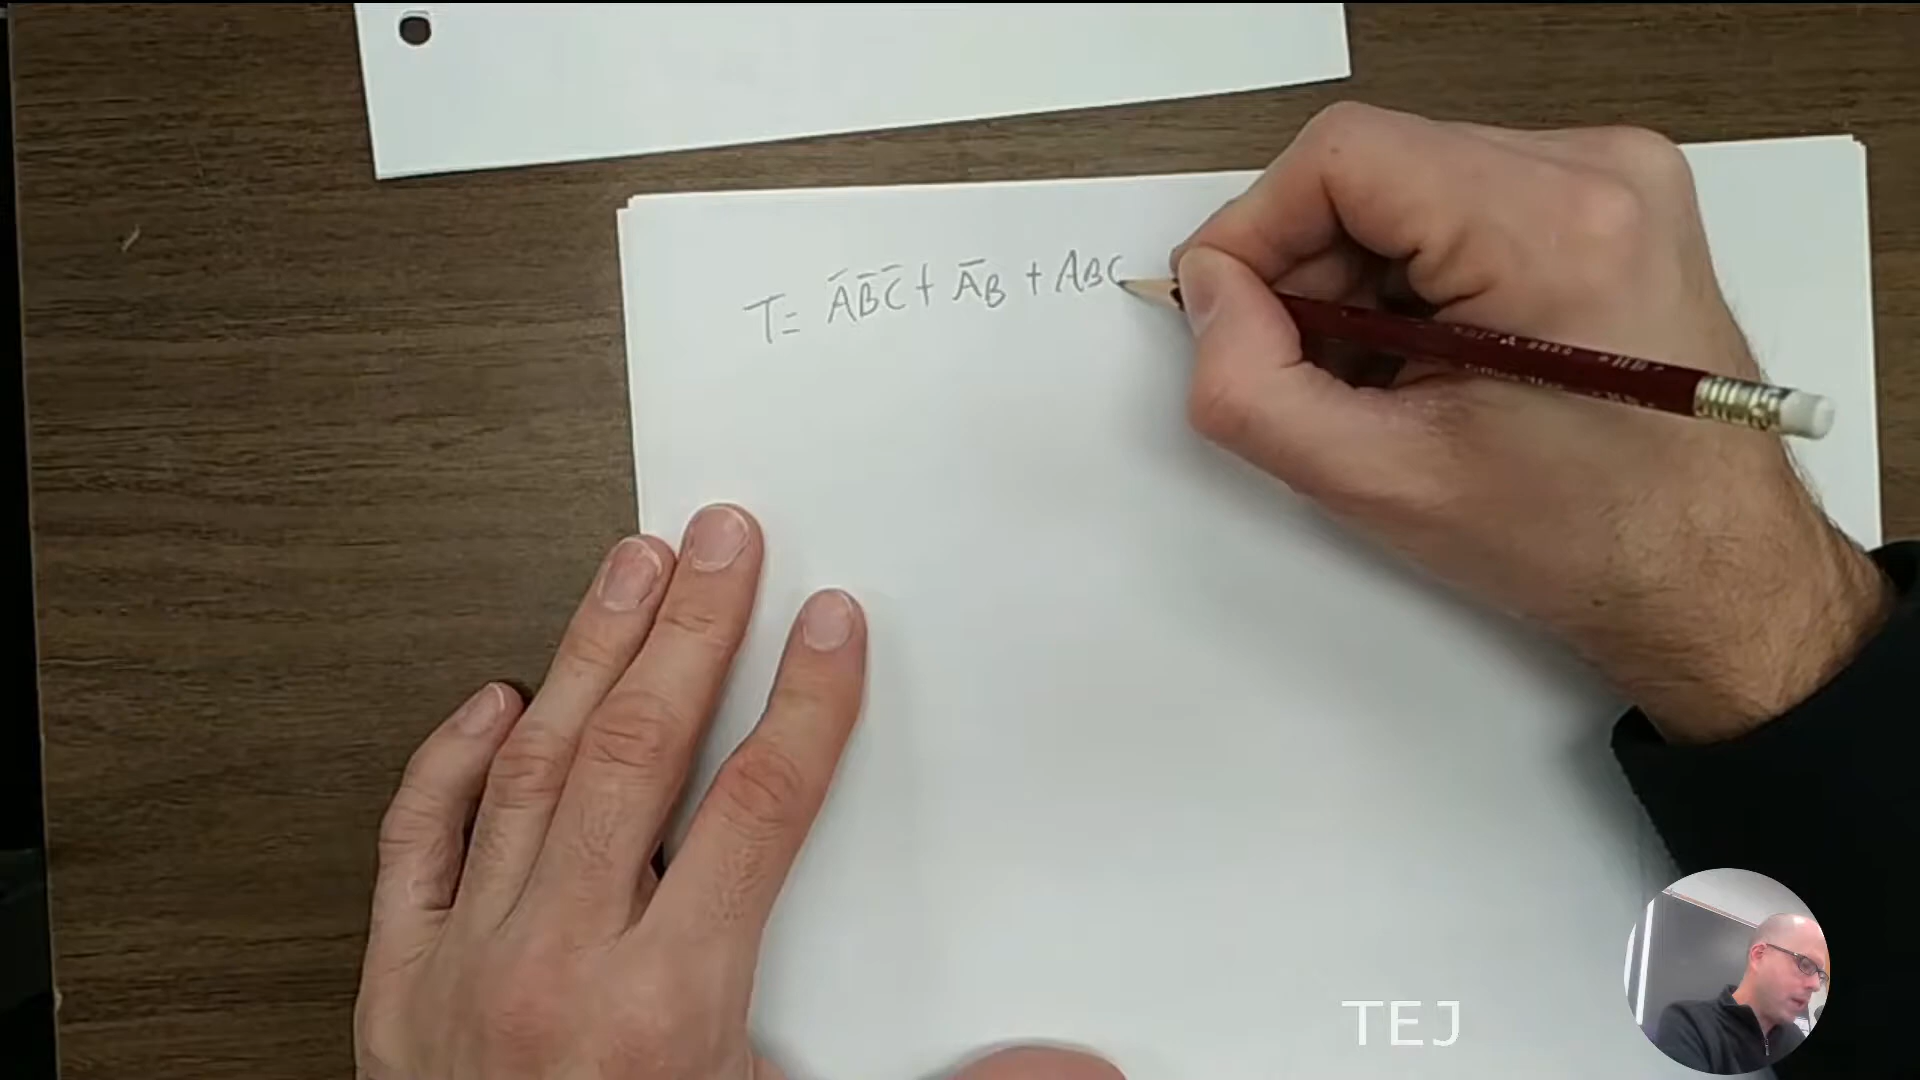 T= A̅B̅C̅+ A̅B + ABC
TEJ